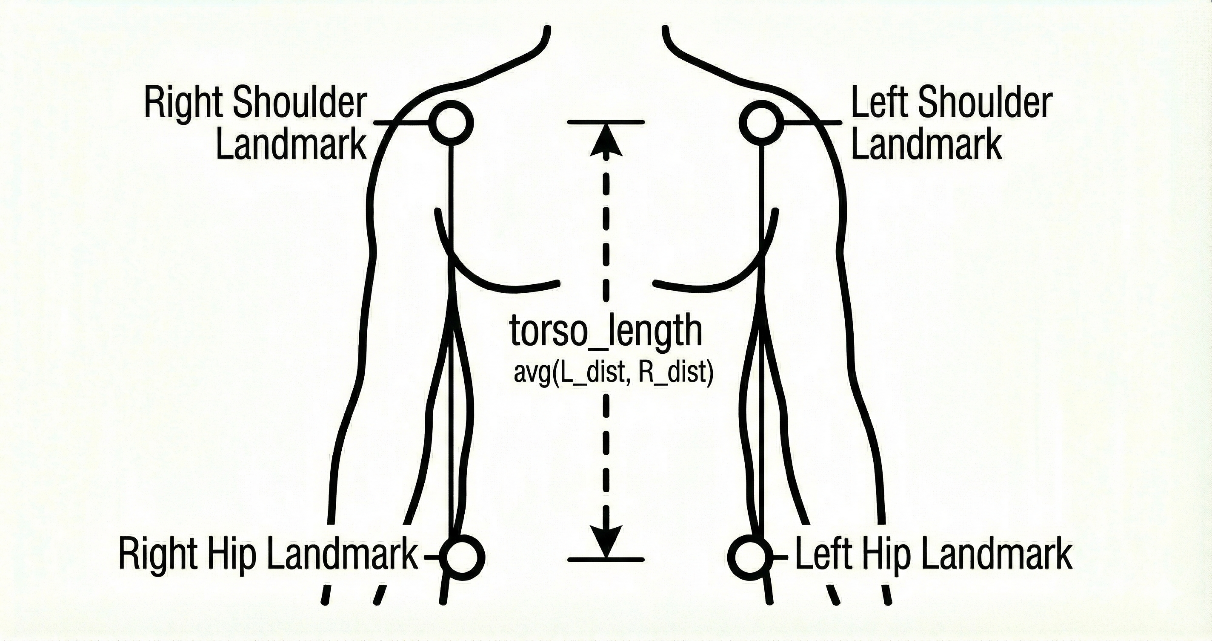 Right Shoulder
Landmark
Left Shoulder
Landmark
torso_length
avg(L_dist, R_dist)
Right Hip Landmark
Left Hip Landmark